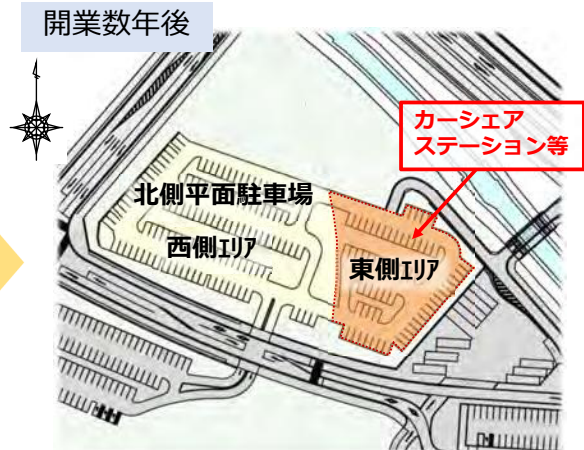 開業数年後
カーシェア
ステーション等
北側平面駐車場
西側エリア
東側エリア